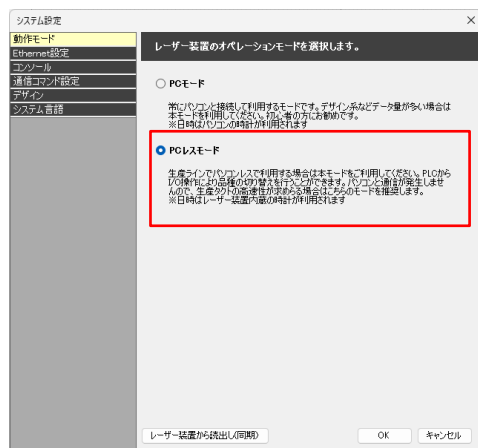 システム設定
動作モード
Ethernet設定
コンソール
通信コマンド設定
デザイン
システム言語
レーザー装置のオペレーションモードを選択します。
PCモード
常にパソコンと接続して利用するモードです。デザイン系などデータ量が多い場合は
本モードを利用してください。初心者の方にお勧めです。
※日時はパソコンの時計が利用されます
PCレスモード
生産ラインでパソコンレスで利用する場合は本モードをご利用してください。PLCから
I/O操作により品種の切り替えを行うことができます。パソコンと通信が発生しませ
んので、生産タクトの高速性が求めらる場合はこちらのモードを推奨します。
※日時はレーザー装置内蔵の時計が利用されます
レーザー装置から読出し(同期)
OK
キャンセル